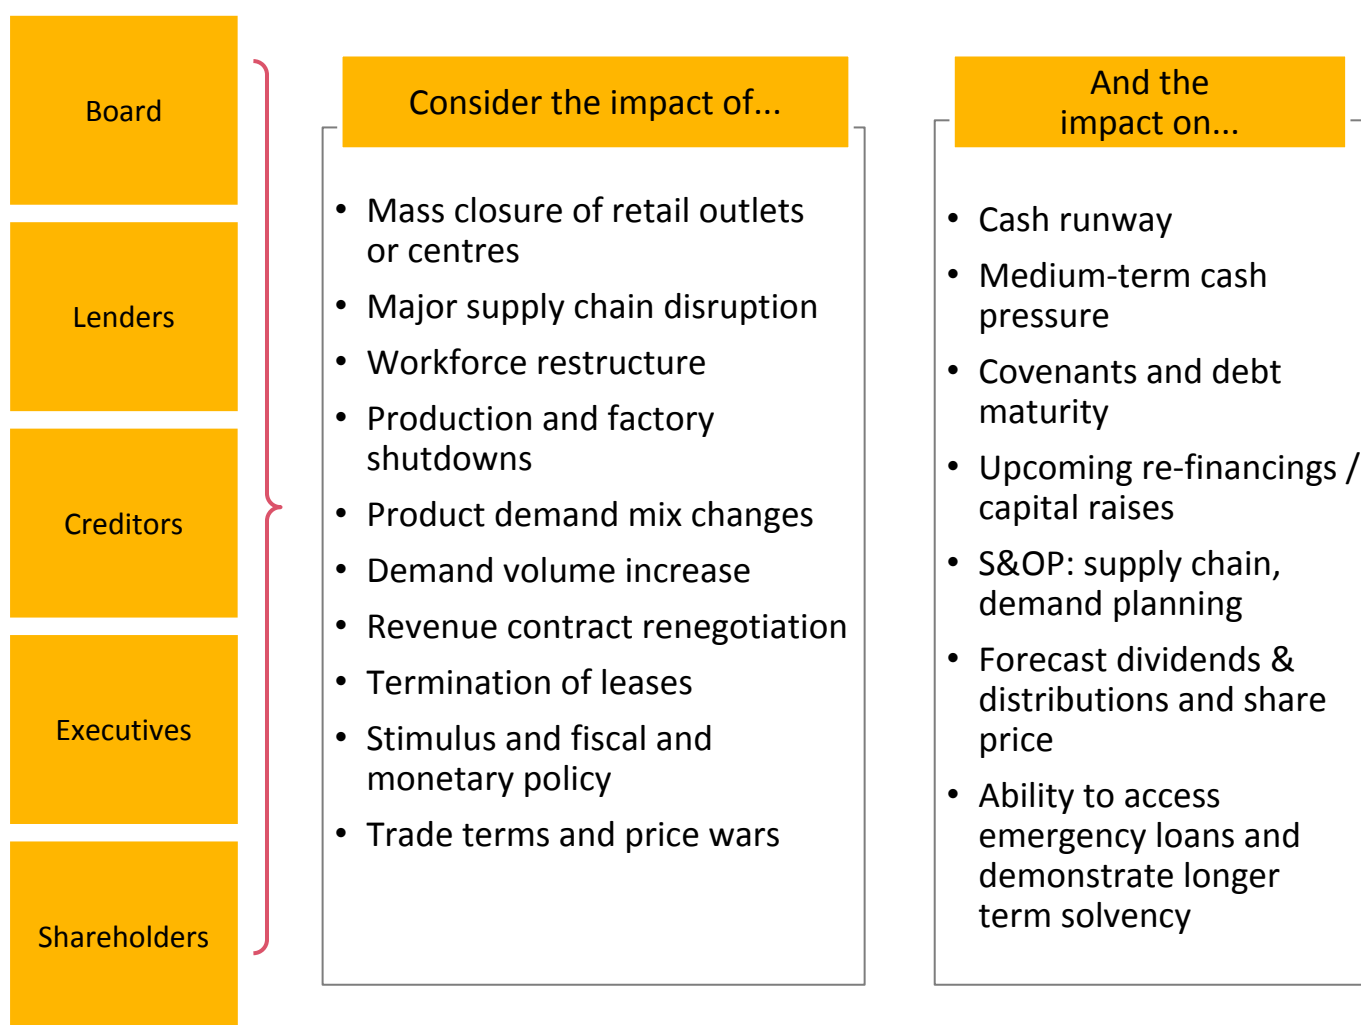 Board
Lenders
Creditors
Executives
Shareholders
Consider the impact of...
• Mass closure of retail outlets
or centres
• Major supply chain disruption
• Workforce restructure
• Production and factory
shutdowns
• Product demand mix changes
• Demand volume increase
• Revenue contract renegotiation
• Termination of leases
• Stimulus and fiscal and
monetary policy
• Trade terms and price wars
And the
impact on...
• Cash runway
• Medium-term cash
pressure
• Covenants and debt
maturity
• Upcoming re-financings /
capital raises
• S&OP: supply chain,
demand planning
• Forecast dividends &
distributions and share
price
• Ability to access
emergency loans and
demonstrate longer
term solvency